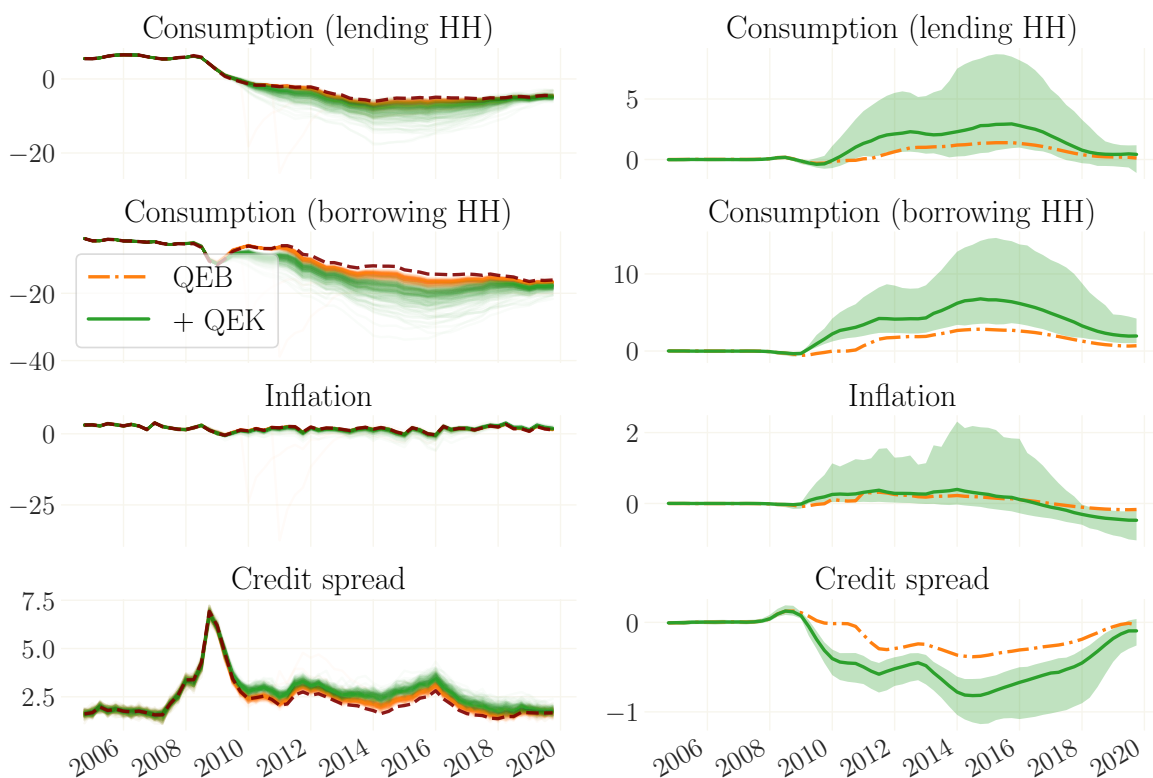 Consumption (lending HH)
0
−20
Consumption (borrowing HH)
−20
−40
QEB
+ QEK
Inflation
0
−25
Credit spread
7.5
5.0
2.5
2006 2008 2010 2012 2014 2016 2018 2020
Consumption (lending HH)
5
0
Consumption (borrowing HH)
10
0
Inflation
2
0
Credit spread
0
−1
2006 2008 2010 2012 2014 2016 2018 2020